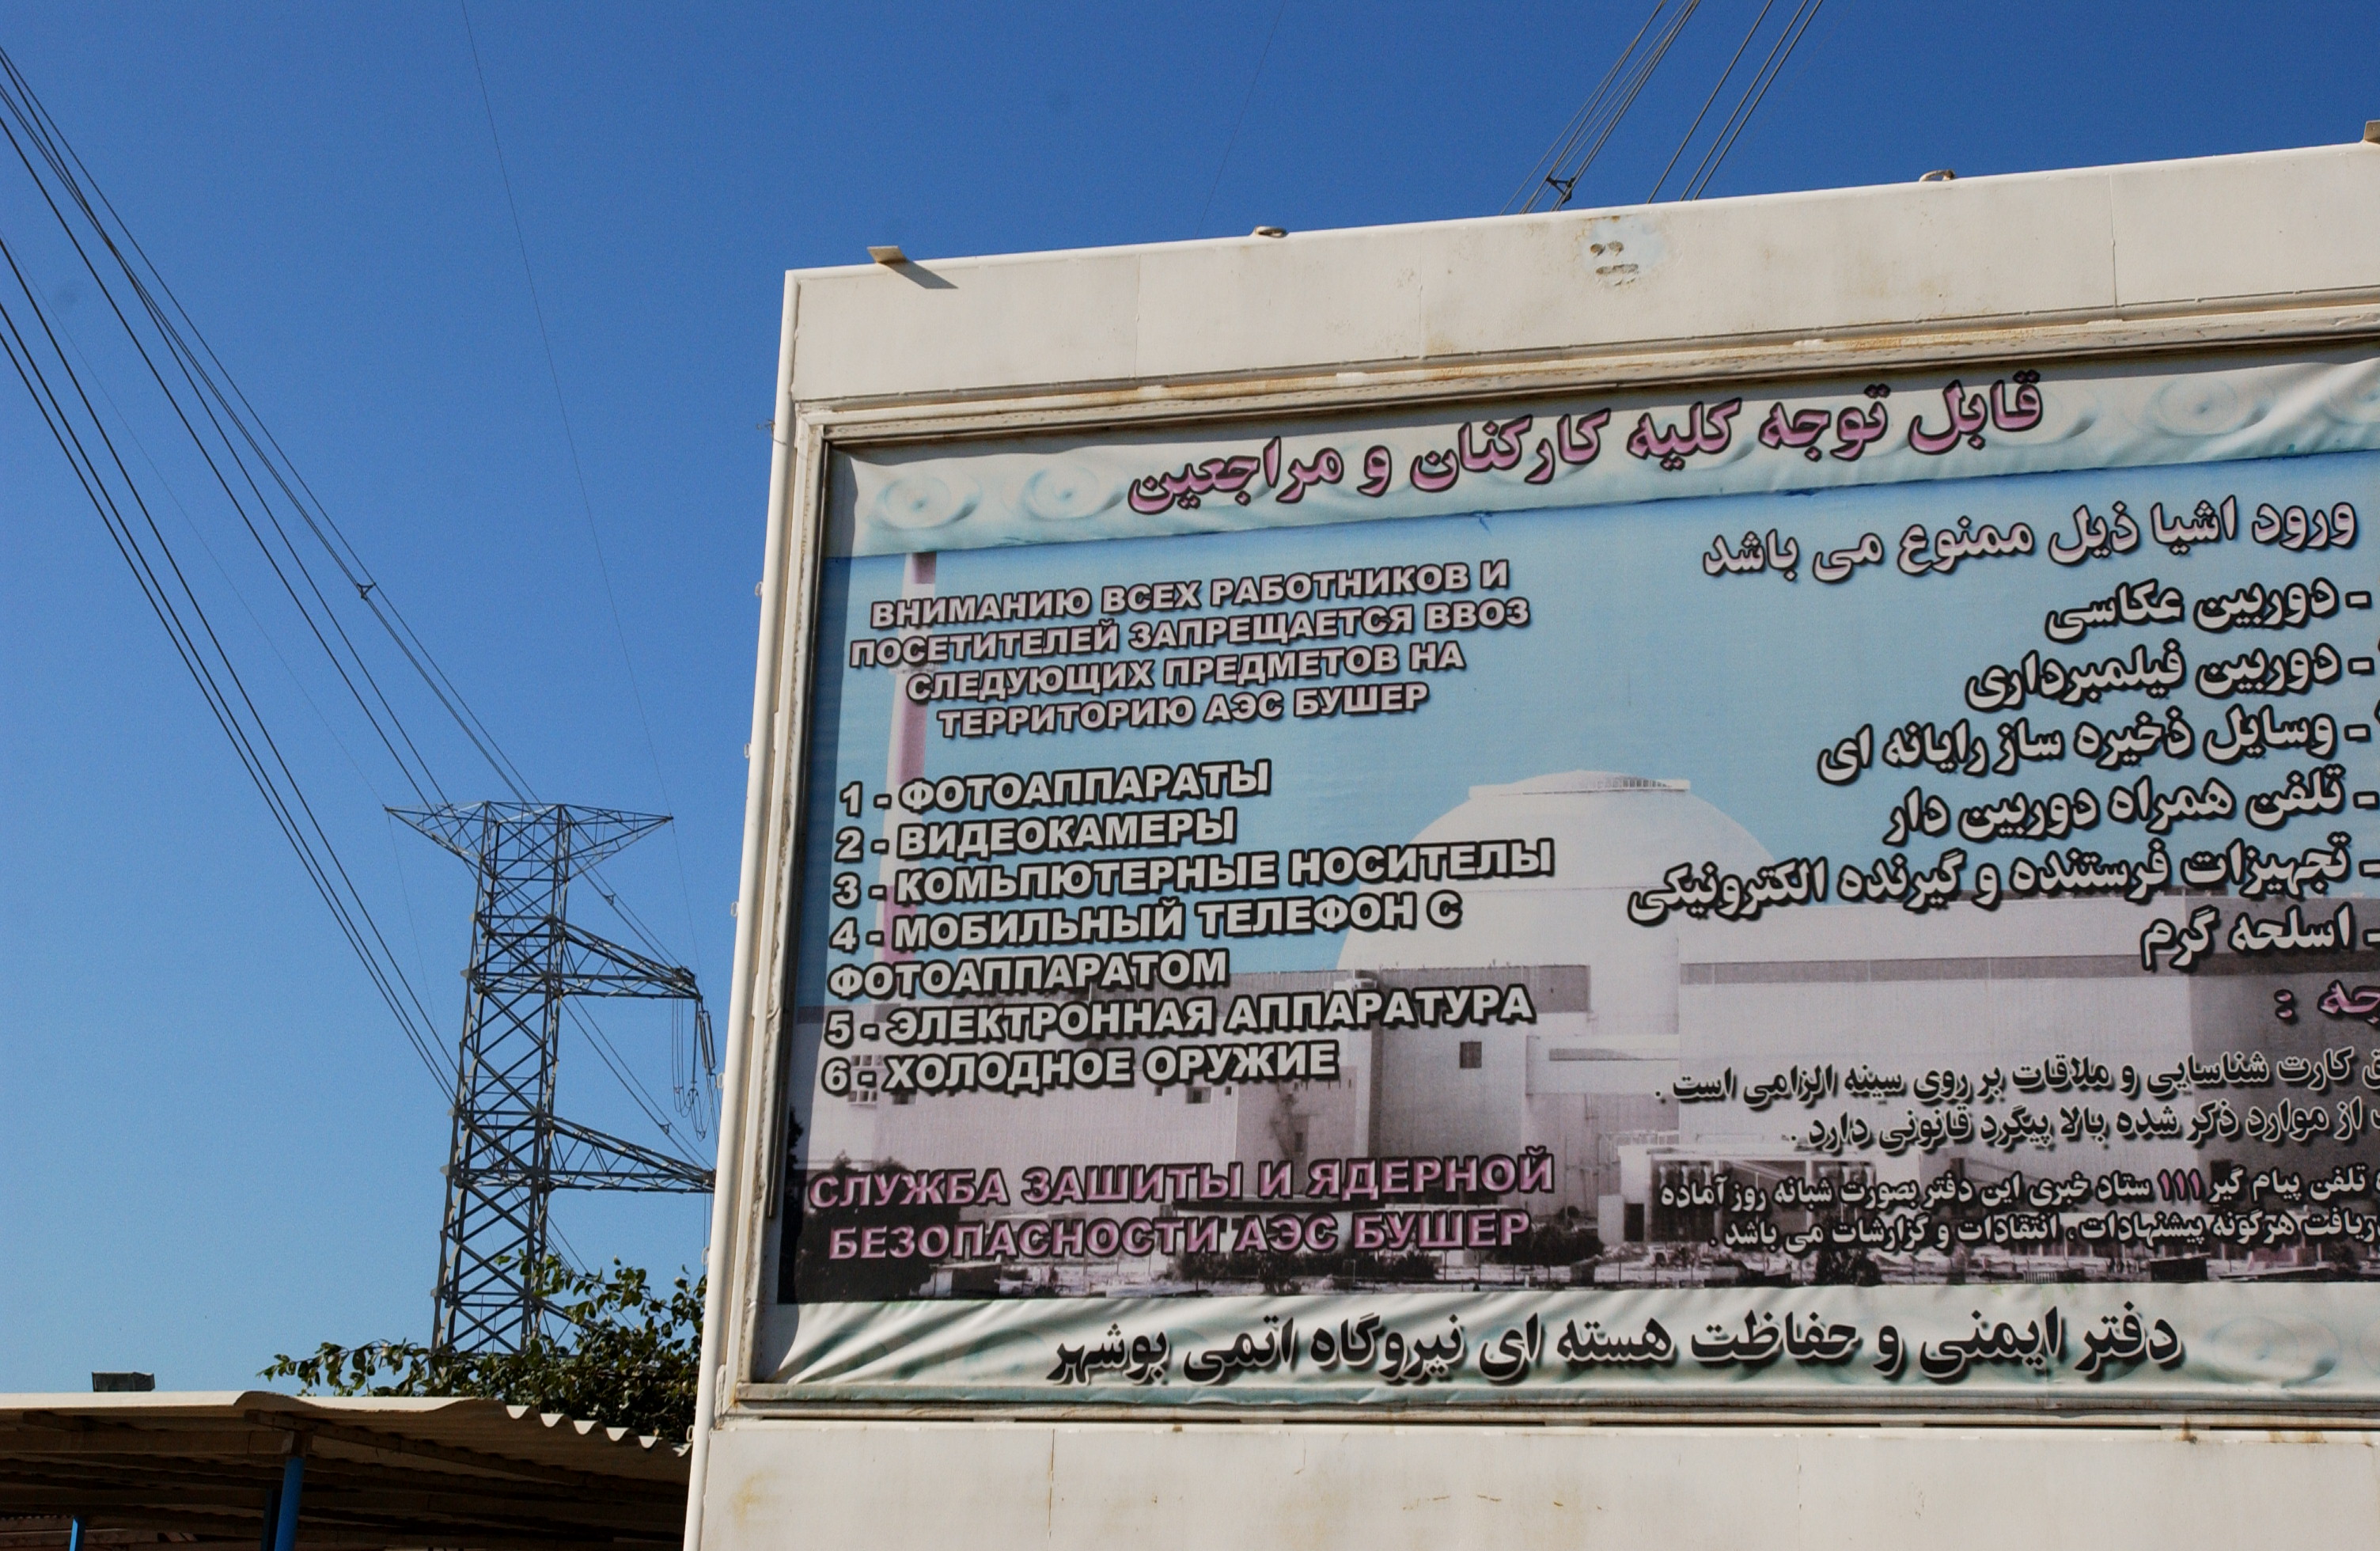 قابل توجه کلیه کارکنان و مراجعین
ВНИМАНИЮ ВСЕХ РАБОТНИКОВ И
ПОСЕТИТЕЛЕЙ ЗАПРЕЩАЕТСЯ ВВОЗ
СЛЕДУЮЩИХ ПРЕДМЕТОВ НА
ТЕРРИТОРИЮ АЭС БУШЕР
1 - ФОТОАППАРАТЫ
2 - ВИДЕОКАМЕРЫ
3 - КОМЬПЮТЕРНЫЕ НОСИТЕЛЫ
4 - МОБИЛЬНЫЙ ТЕЛЕФОН С
ФОТОАППАРАТОМ
5 - ЭЛЕКТРОННАЯ АППАРАТУРА
6 - ХОЛОДНОЕ ОРУЖИЕ
СЛУЖБА ЗАШИТЫ И ЯДЕРНОЙ
БЕЗОПАСНОСТИ АЭС БУШЕР
ورود اشیا ذیل ممنوع می باشد
- دوربین عکاسی
- دوربین فیلمبرداری
- وسایل ذخیره ساز رایانه ای
- تلفن همراه دوربین دار
- تجهیزات فرستنده و گیرنده الکترونیکی
- اسلحه گرم
کارت شناسایی و ملاقات بر روی سینه الزامی است .
از موارد ذکر شده بالا پیگرد قانونی دارد .
تلفن پیام گیر ۱۱۱ ستاد خبری این دفتر بصورت شبانه روز آماده
هرگونه پیشنهادات ، انتقادات و گزارشات می باشد .
دفتر ایمنی و حفاظت هسته ای نیروگاه اتمی بوشهر